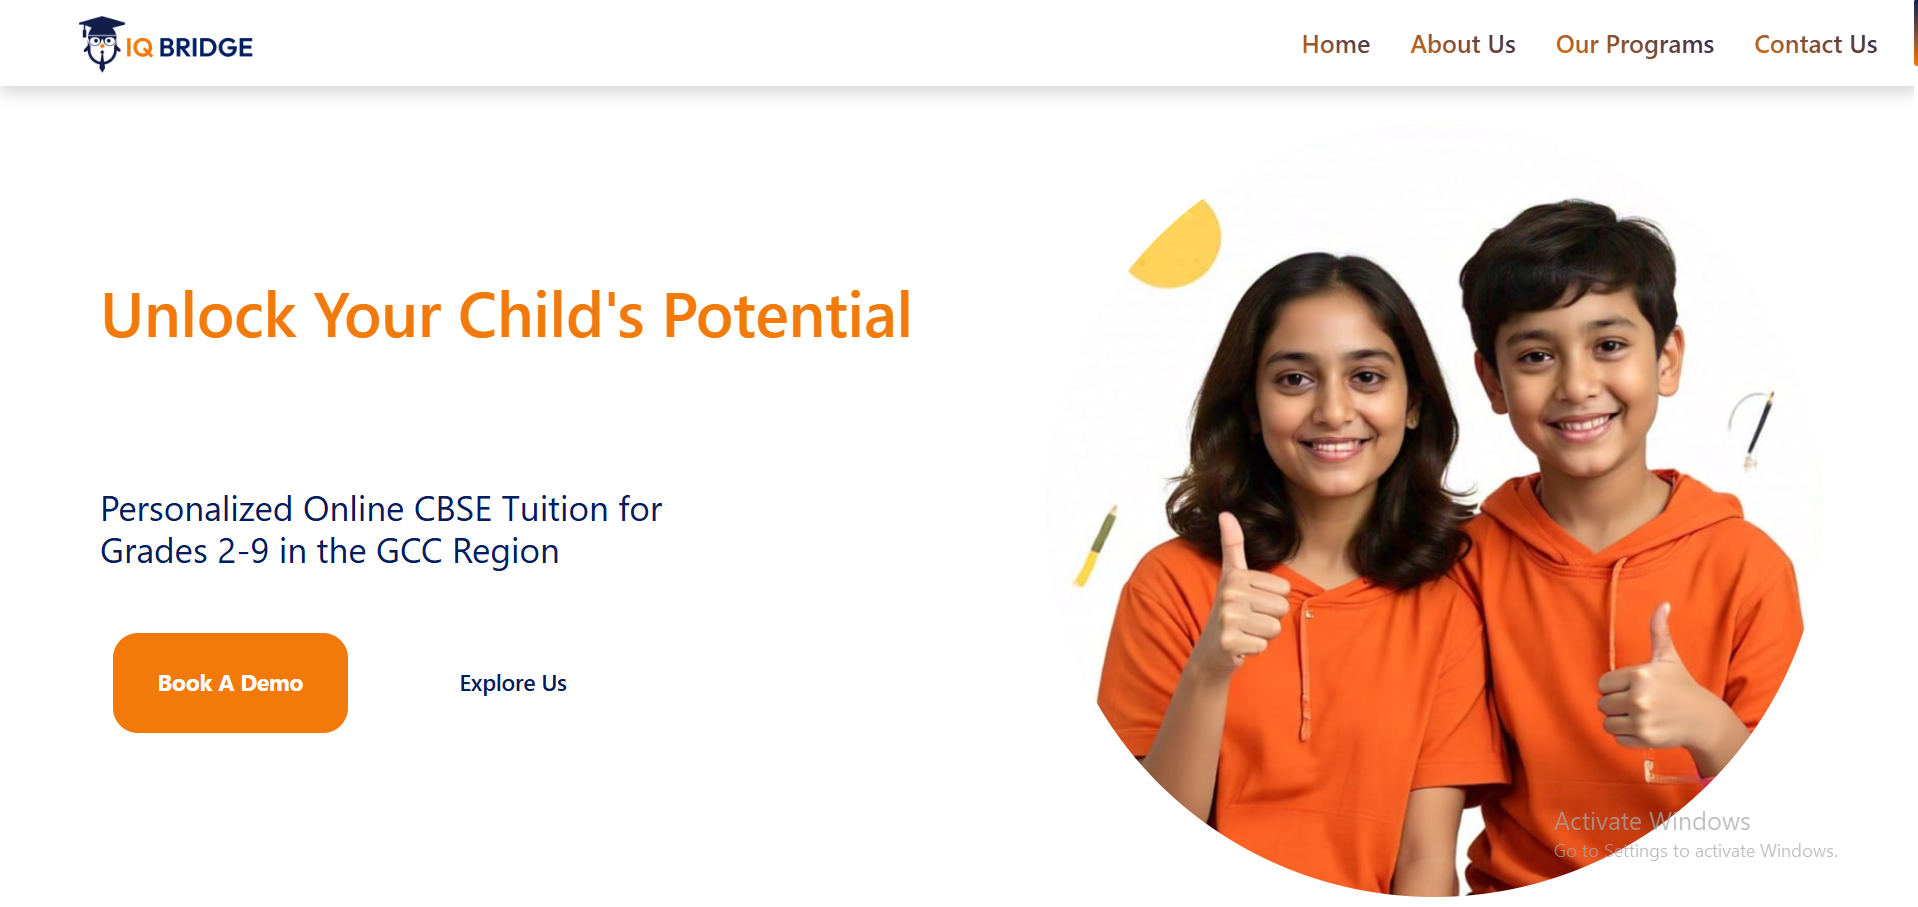 IQ BRIDGE
Home
About Us
Our Programs
Contact Us
Unlock Your Child's Potential
Personalized Online CBSE Tuition for
Grades 2-9 in the GCC Region
Book A Demo
Explore Us
Activate Windows
Go to Settings to activate Windows.